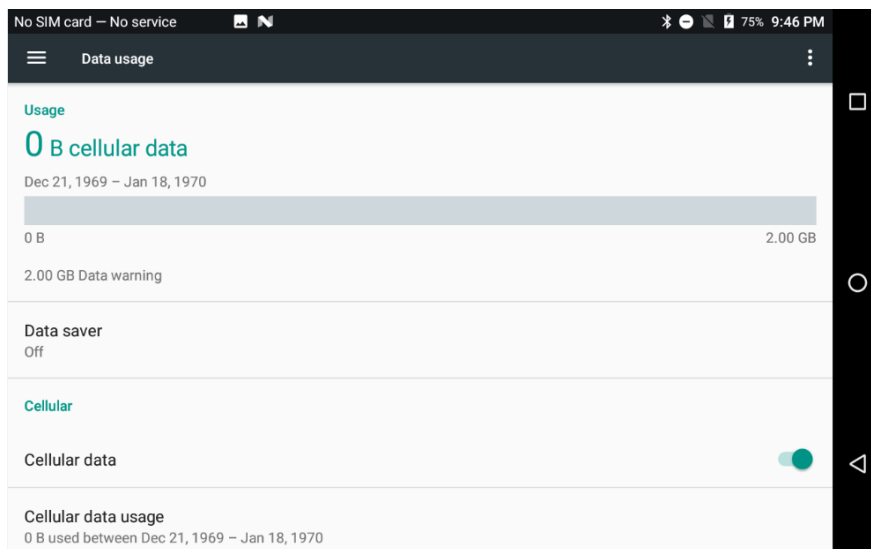 No SIM card — No service 75% 9:46 PM
Data usage
Usage
0 B cellular data
Dec 21, 1969 – Jan 18, 1970
0 B 2.00 GB
2.00 GB Data warning
Data saver
Off
Cellular
Cellular data
Cellular data usage
0 B used between Dec 21, 1969 – Jan 18, 1970